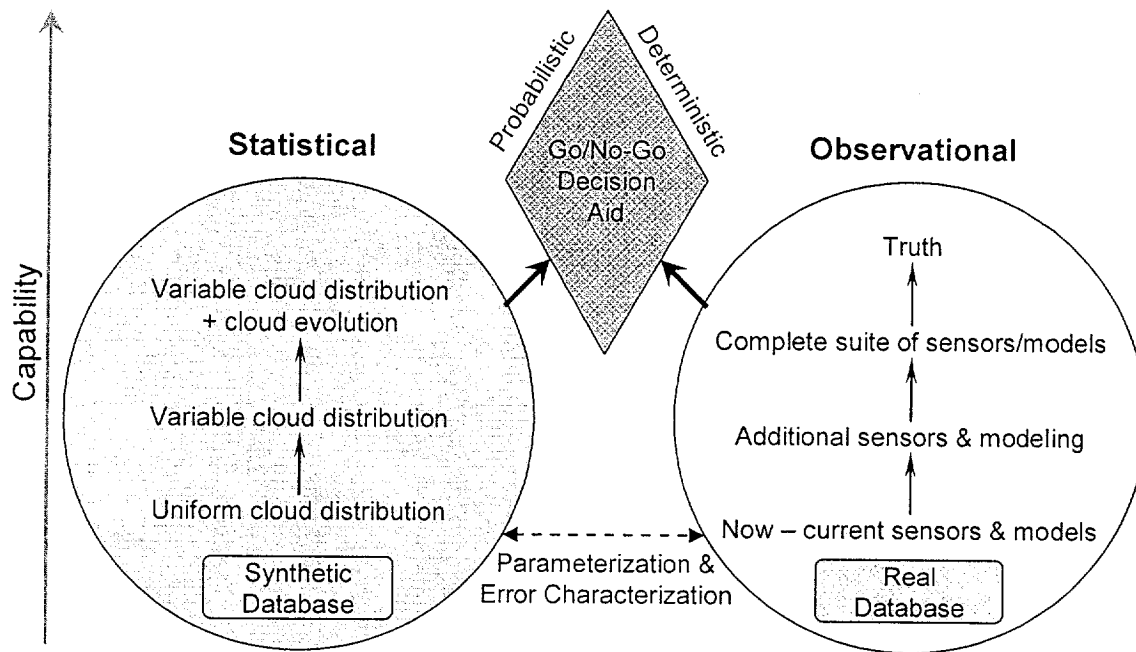 Capability
Statistical
Variable cloud distribution
+ cloud evolution
Variable cloud distribution
Uniform cloud distribution
Synthetic
Database
Probabilistic
Deterministic
Go/No-Go
Decision
Aid
Parameterization &
Error Characterization
Observational
Truth
Complete suite of sensors/models
Additional sensors & modeling
Now – current sensors & models
Real
Database